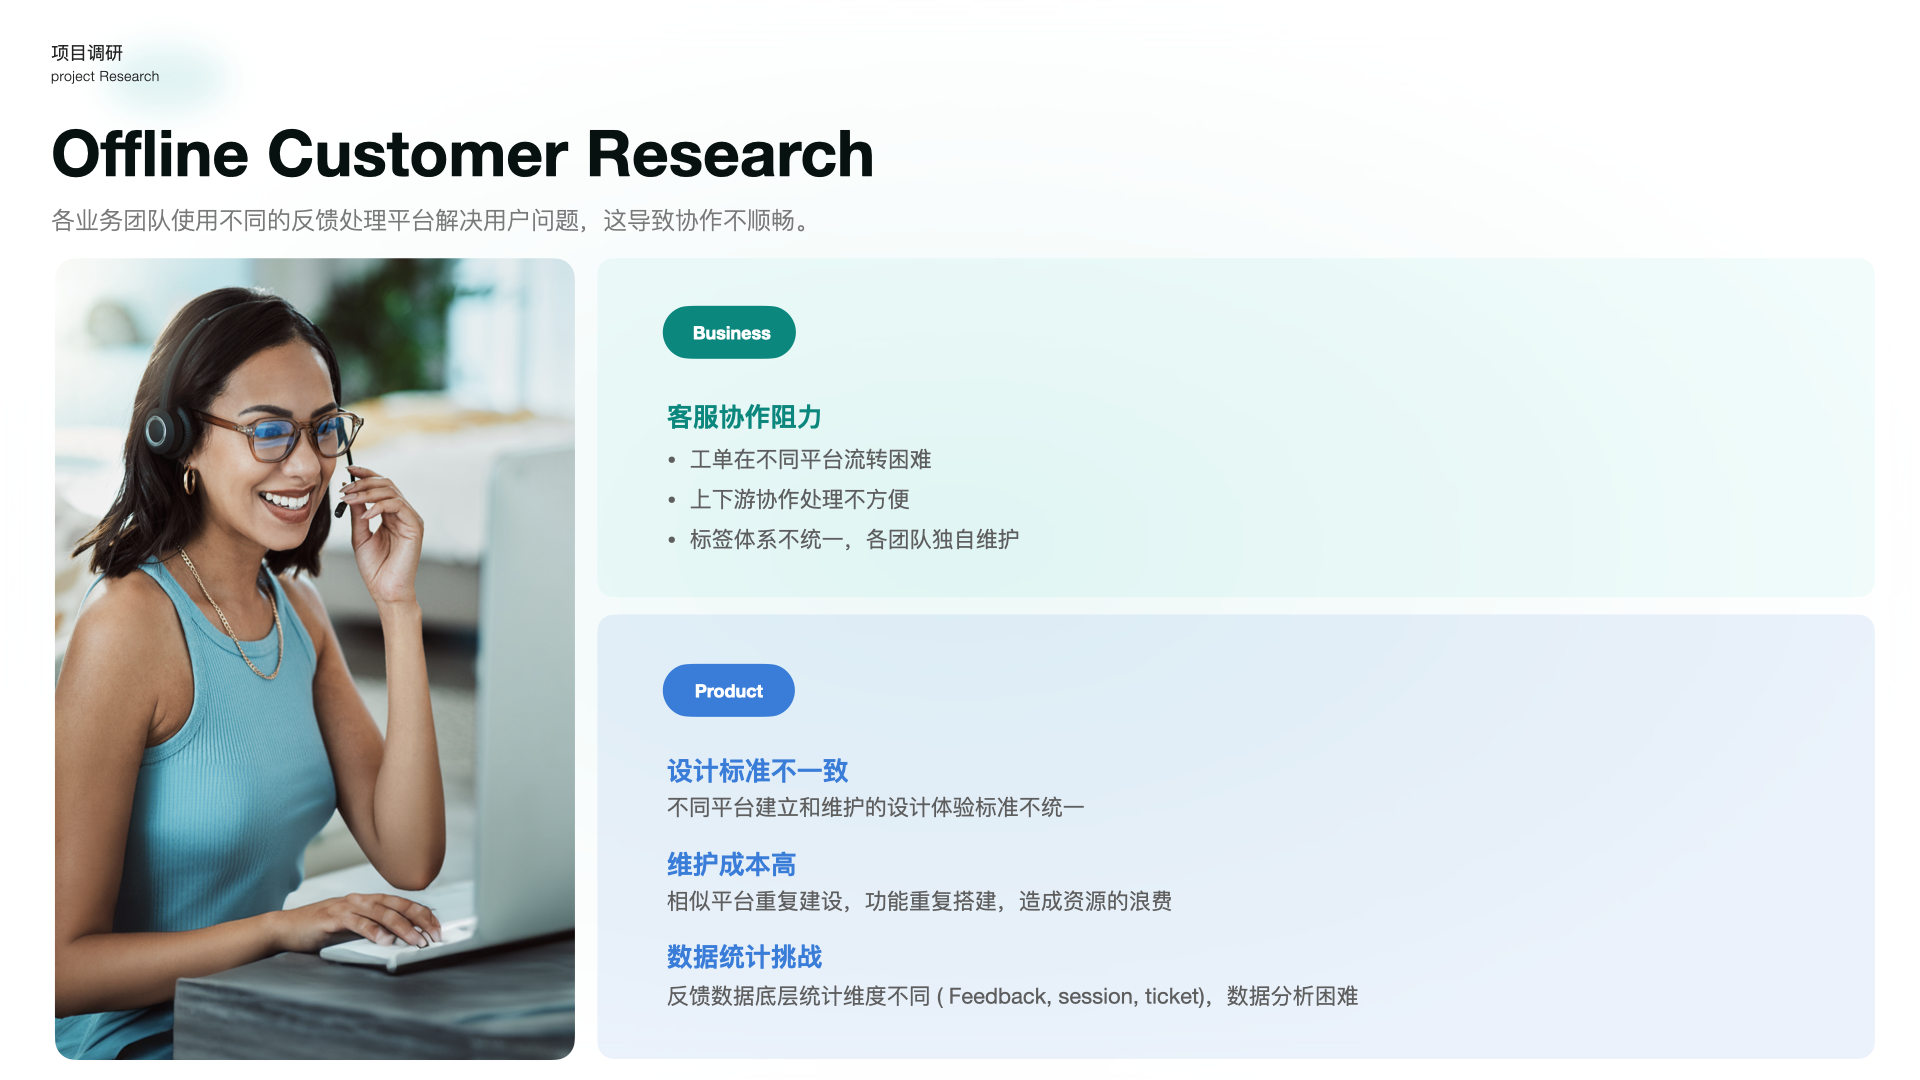 项目调研
project Research
Offline Customer Research
各业务团队使用不同的反馈处理平台解决用户问题，这导致协作不顺畅。
Business
客服协作阻力
• 工单在不同平台流转困难
• 上下游协作处理不方便
• 标签体系不统一，各团队独自维护
Product
设计标准不一致
不同平台建立和维护的设计体验标准不统一
维护成本高
相似平台重复建设，功能重复搭建，造成资源的浪费
数据统计挑战
反馈数据底层统计维度不同 ( Feedback, session, ticket)，数据分析困难